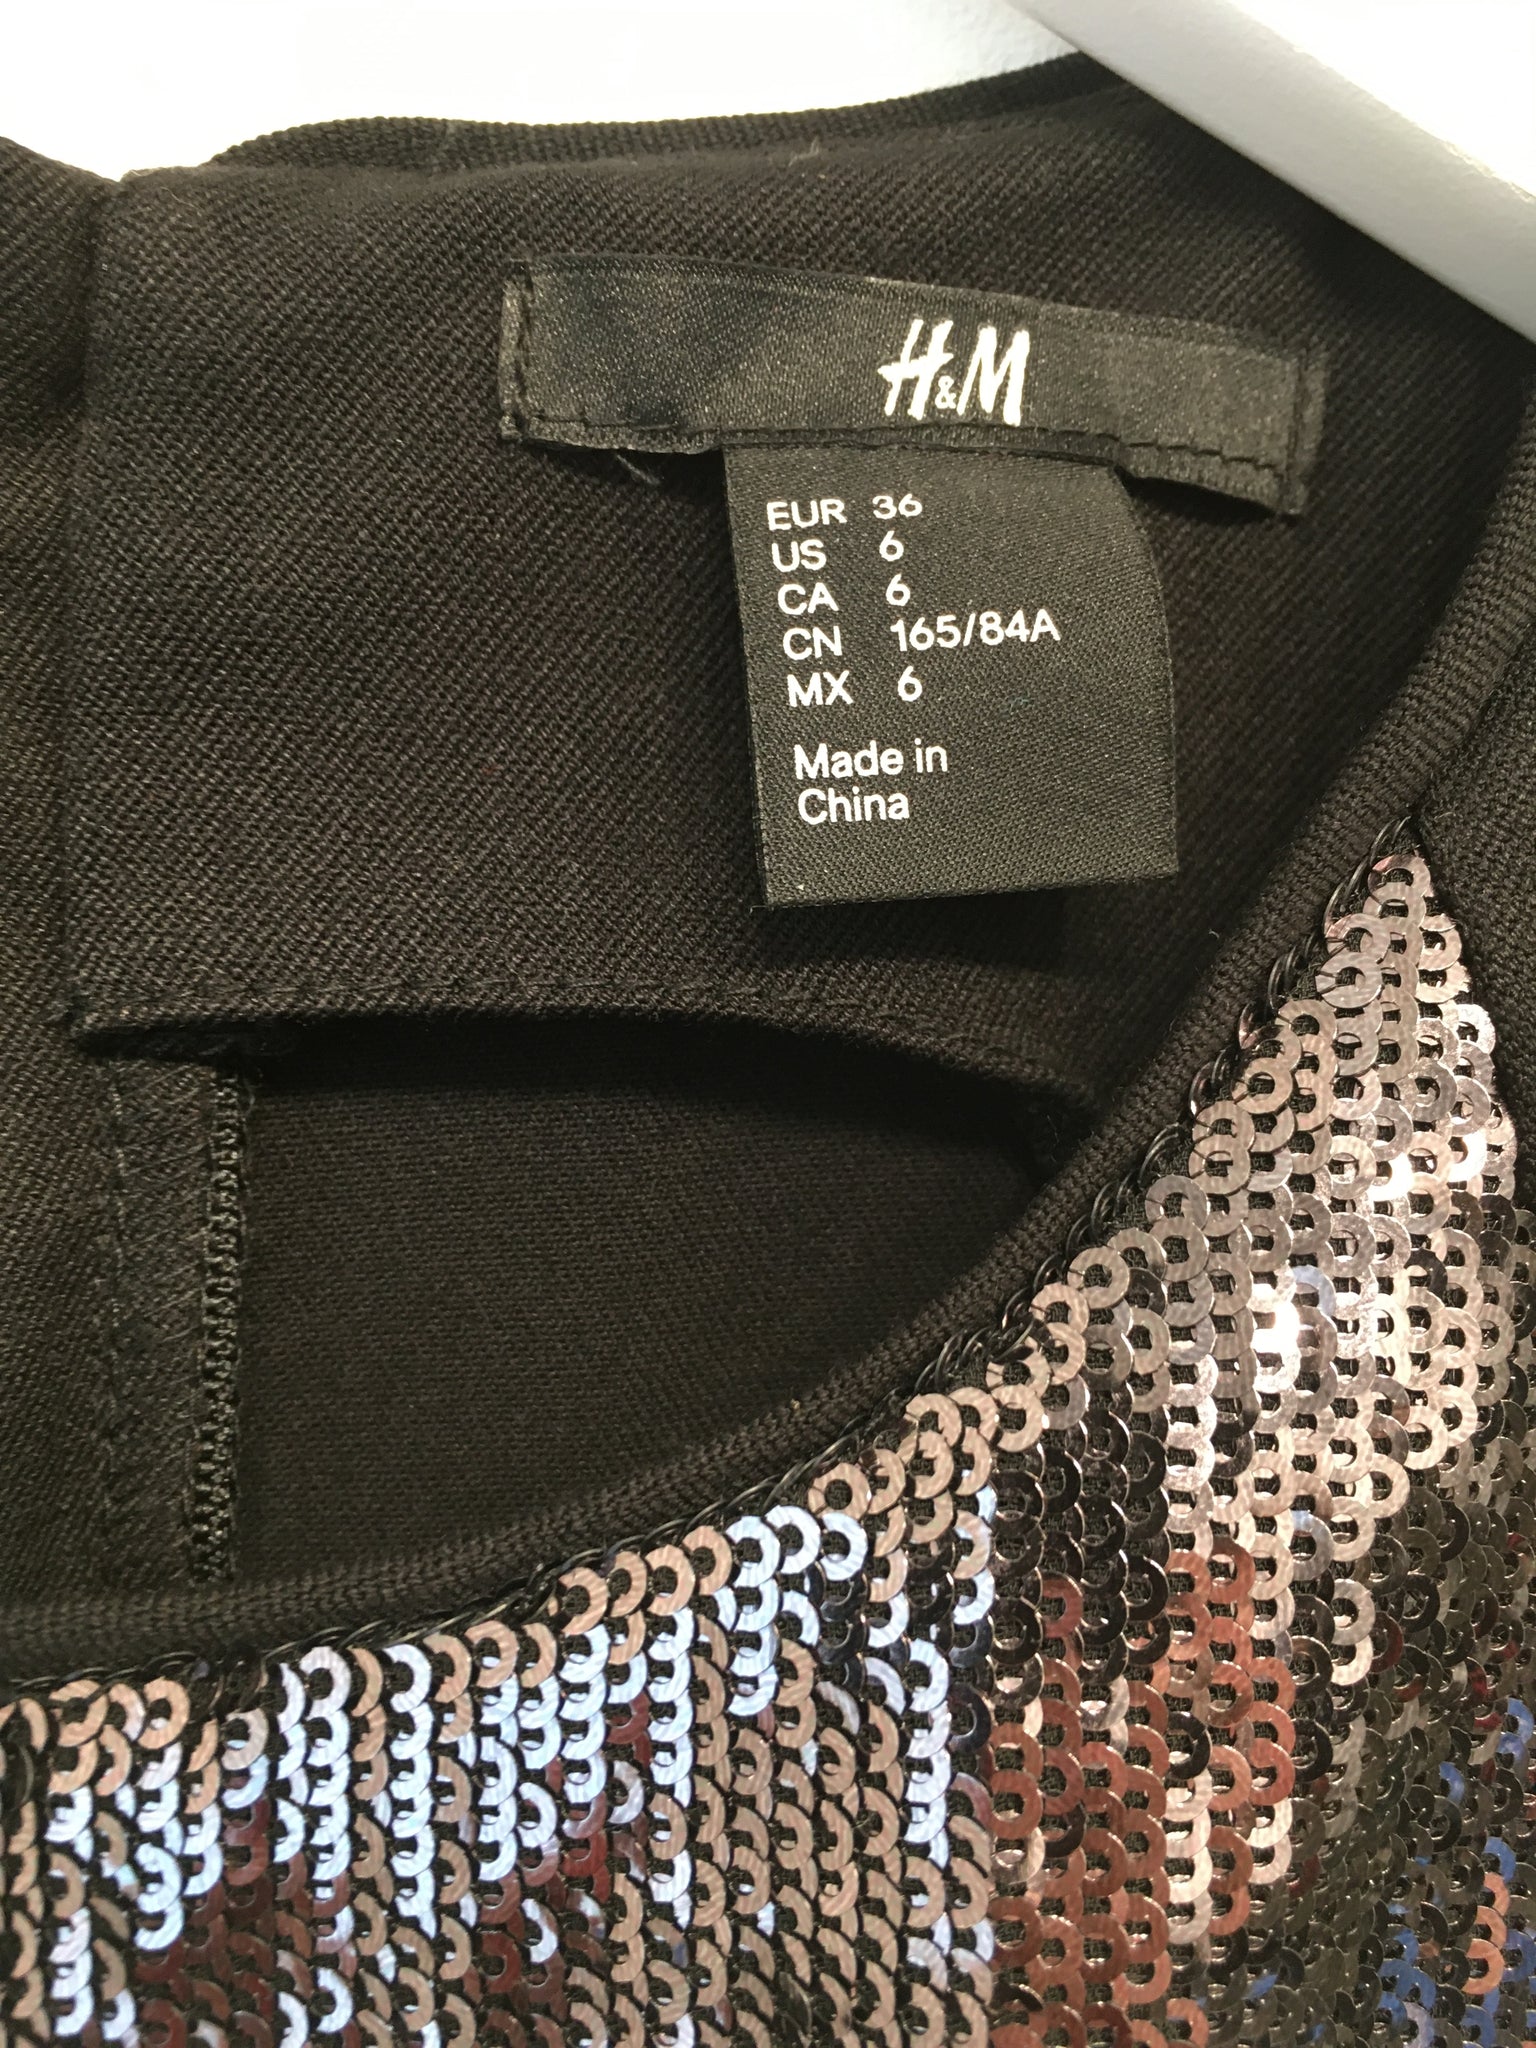 H&M
EUR 36
US 6
CA 6
CN 165/84A
MX 6
Made in
China